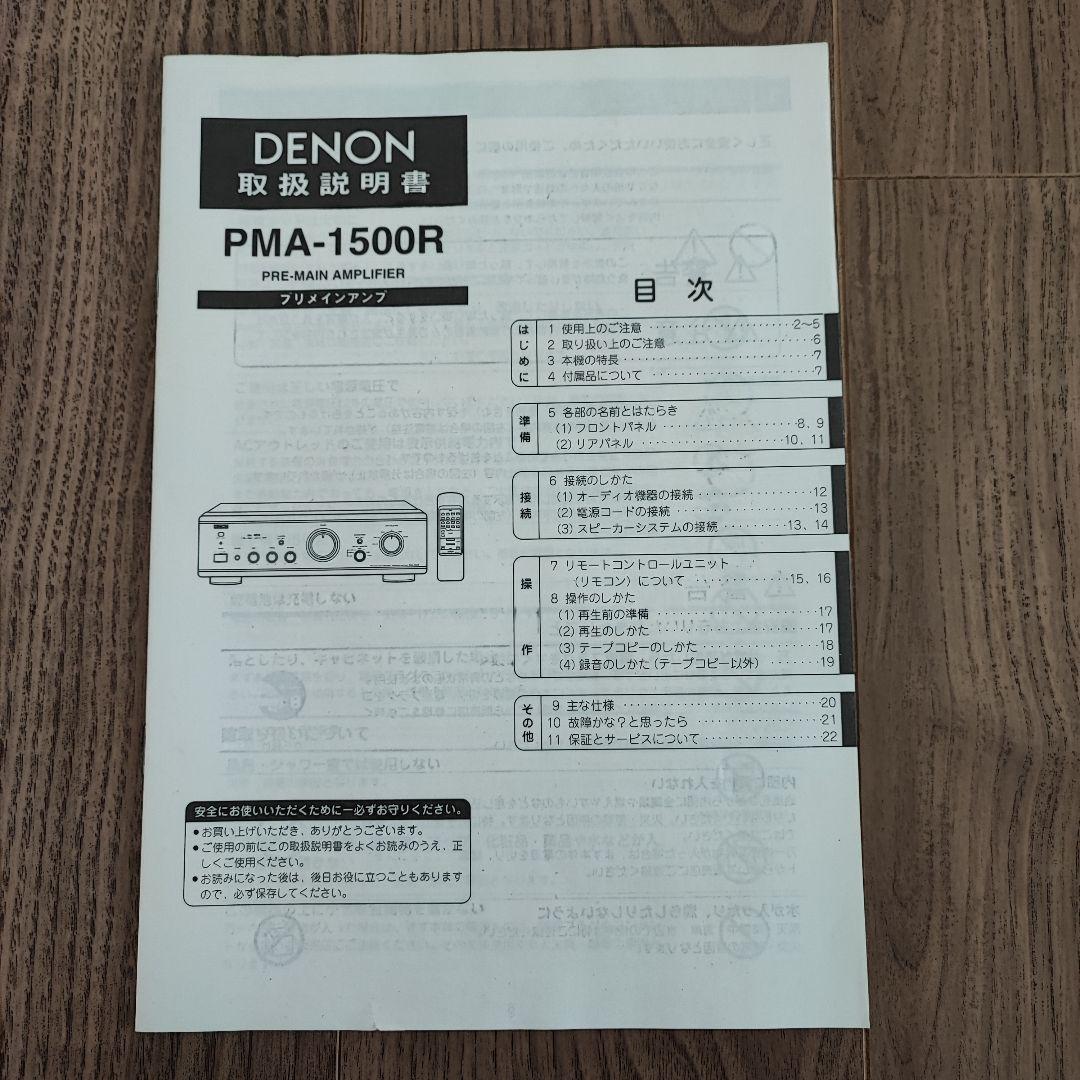 DENON
取扱説明書
PMA-1500R
PRE-MAIN AMPLIFIER
プリメインアンプ
目 次
はじめに
1 使用上のご注意 ·······················2〜5
2 取り扱い上のご注意 ·······················6
3 本機の特長 ·······························7
4 付属品について ··························7
準備
5 各部の名前とはたらき
(1) フロントパネル ·······················8、9
(2) リアパネル ·······················10、11
接続
6 接続のしかた
(1) オーディオ機器の接続 ··················12
(2) 電源コードの接続 ······················13
(3) スピーカーシステムの接続 ·········13、14
操作
7 リモートコントロールユニット
(リモコン) について ················15、16
8 操作のしかた
(1) 再生前の準備 ··························17
(2) 再生のしかた ··························17
(3) テープコピーのしかた ··················18
(4) 録音のしかた (テープコピー以外) ·······19
その他
9 主な仕様 ·······························20
10 故障かな?と思ったら ···················21
11 保証とサービスについて ·················22
安全にお使いいただくために―必ずお守りください。
●お買い上げいただき、ありがとうございます。
●ご使用の前にこの取扱説明書をよくお読みのうえ、正
しくご使用ください。
●お読みになった後は、後日お役に立つこともあります
ので、必ず保存してください。